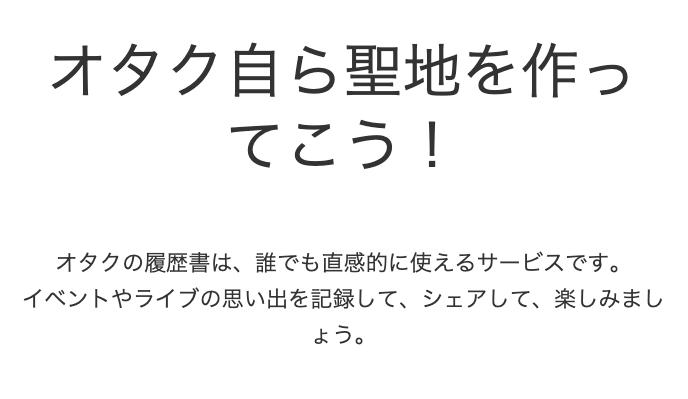 オタク自ら聖地を作っ
てこう！
オタクの履歴書は、誰でも直感的に使えるサービスです。
イベントやライブの思い出を記録して、シェアして、楽しみまし
ょう。